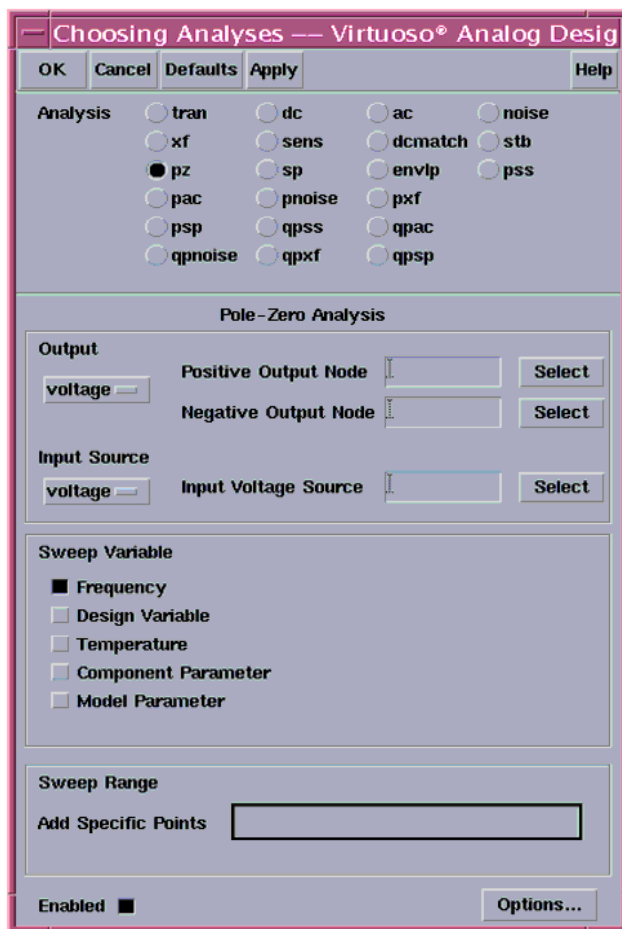 Choosing Analyses –– Virtuoso® Analog Desig
OK Cancel Defaults Apply Help
Analysis tran dc ac noise
xf sens dcmatch stb
pz sp envlp pss
pac pnoise pxf
psp qpss qpac
qpnoise qpxf qpsp
Pole-Zero Analysis
Output
voltage
Positive Output Node Select
Negative Output Node Select
Input Source
voltage Input Voltage Source Select
Sweep Variable
Frequency
Design Variable
Temperature
Component Parameter
Model Parameter
Sweep Range
Add Specific Points
Enabled Options...